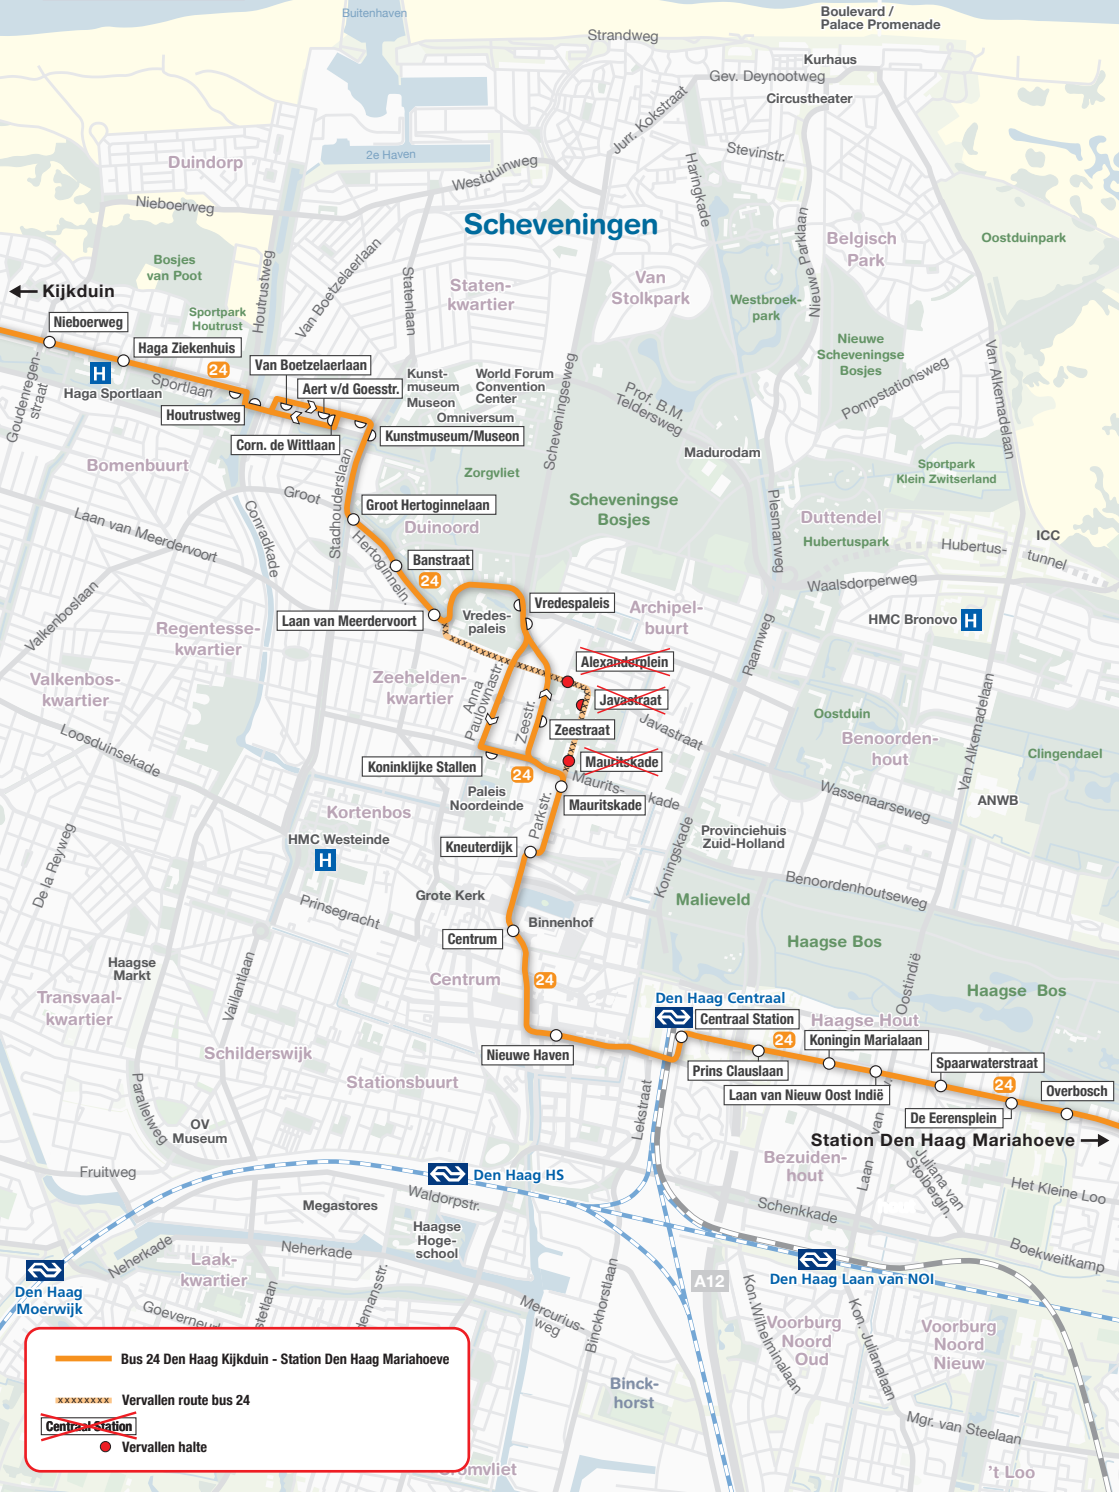 Buitenhaven
Boulevard /
Palace Promenade
Strandweg
Kurhaus
Gev. Deynootweg
Circustheater
Jurr. Kokstraat
Stevinstr.
2e Haven
Duindorp
Westduinweg
Haringkade
Nieboerweg
Scheveningen
Nieuwe Parklaan
Belgisch
Park
Oostduinpark
Bosjes
van Poot
Houtrustweg
Van Boetzelaerlaan
Statenlaan
Staten-
kwartier
Van
Stolkpark
Westbroek-
park
Kijkduin
Sportpark
Houtrust
Nieuwe
Scheveningse
Bosjes
Van Alkemadelaan
Nieboerweg
Haga Ziekenhuis
24
Van Boetzelaerlaan
Aert v/d Goesstr.
H
Haga Sportlaan
Sportlaan
Goudenregen-
straat
Houtrustweg
Corn. de Wittlaan
Kunst-
museum
Museon
World Forum
Convention
Center
Omniversum
Kunstmuseum/Museon
Scheveningseweg
Prof. B.M.
Teldersweg
Pompstationsweg
Madurodam
Bomenbuurt
Zorgvliet
Sportpark
Klein Zwitserland
Groot
Stadhouderslaan
Groot Hertoginnelaan
Duinoord
Scheveningse
Bosjes
Plesmanweg
Duttendel
Hubertuspark
Hubertus-
tunnel
ICC
Laan van Meerdervoort
Conradkade
Hertoginneln.
Banstraat
24
Waalsdorperweg
Valkenboslaan
Laan van Meerdervoort
Vredes-
paleis
Vredespaleis
Archipel-
buurt
HMC Bronovo
H
Regentesse-
kwartier
Raamweg
Alexanderplein
Valkenbos-
kwartier
Zeehelden-
kwartier
Anna
Paulownastr.
Zeestr.
Javastraat
Zeestraat
Javastraat
Oostduin
Benoorden-
hout
Van Alkemadelaan
Clingendael
Loosduinsekade
Koninklijke Stallen
24
Mauritskade
Maurits-
kade
Paleis
Noordeinde
Mauritskade
Wassenaarseweg
ANWB
Kortenbos
Parkstr.
Provinciehuis
Zuid-Holland
HMC Westeinde
H
Kneuterdijk
Koningskade
De la Reyweg
Benoordenhoutseweg
Grote Kerk
Malieveld
Prinsegracht
Binnenhof
Centrum
Haagse Bos
Haagse
Markt
Vaillantlaan
Centrum
24
Oostindië
Haagse Bos
Transvaal-
kwartier
Den Haag Centraal
Centraal Station
Haagse Hout
Schilderswijk
Nieuwe Haven
24
Koningin Marialaan
Prins Clauslaan
Spaarwaterstraat
Stationsbuurt
Laan van Nieuw Oost Indië
24
Overbosch
De Eerensplein
Parallelweg
OV
Museum
Lekstraat
Station Den Haag Mariahoeve
Bezuiden-
hout
Laan van
Juliana van
Stolbergln.
Fruitweg
Den Haag HS
Waldorpstr.
Megastores
Het Kleine Loo
Schenkkade
Haagse
Hoge-
school
Neherkade
Neherkade
Laak-
kwartier
Boekweitkamp
Den Haag
Moerwijk
A12
Den Haag Laan van NOI
Binckhorstlaan
Goeverneur
stetlaan
demansstr.
Mercurius-
weg
Kon. Wilhelminalaan
Kon. Julianalaan
Voorburg
Noord
Oud
Voorburg
Noord
Nieuw
Binck-
horst
Mgr. van Steelaan
't Loo
Bus 24 Den Haag Kijkduin - Station Den Haag Mariahoeve
xxxxxxxx
Vervallen route bus 24
Centraal Station
Vervallen halte
romvliet